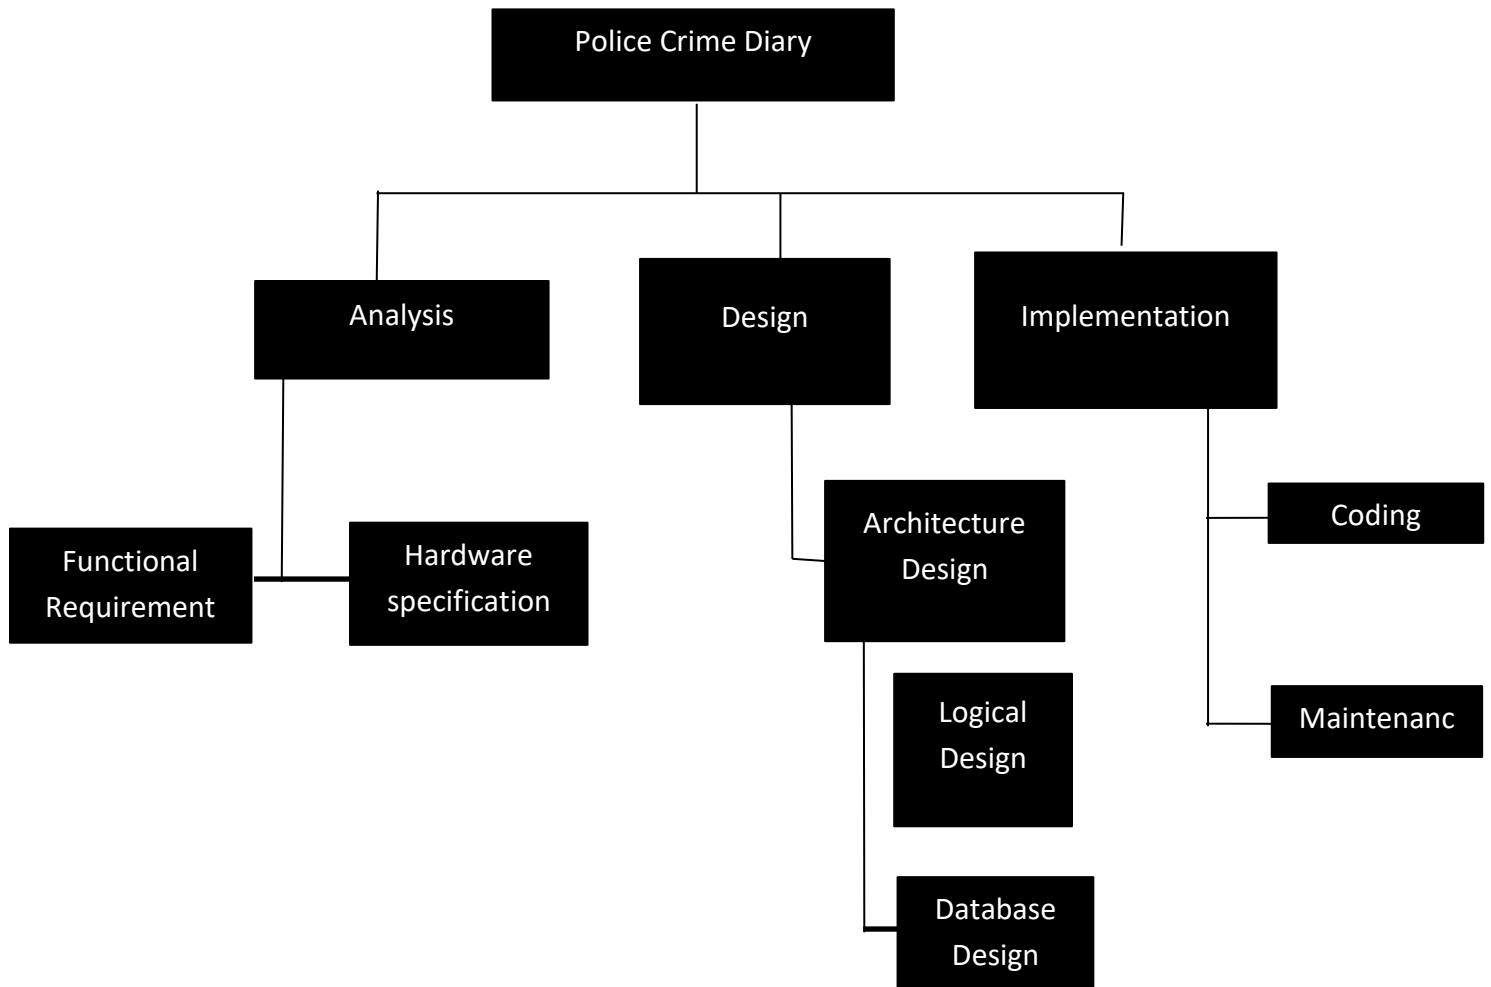 Police Crime Diary
Analysis
Design
Implementation
Functional
Requirement
Hardware
specification
Architecture
Design
Coding
Logical
Design
Maintenanc
Database
Design